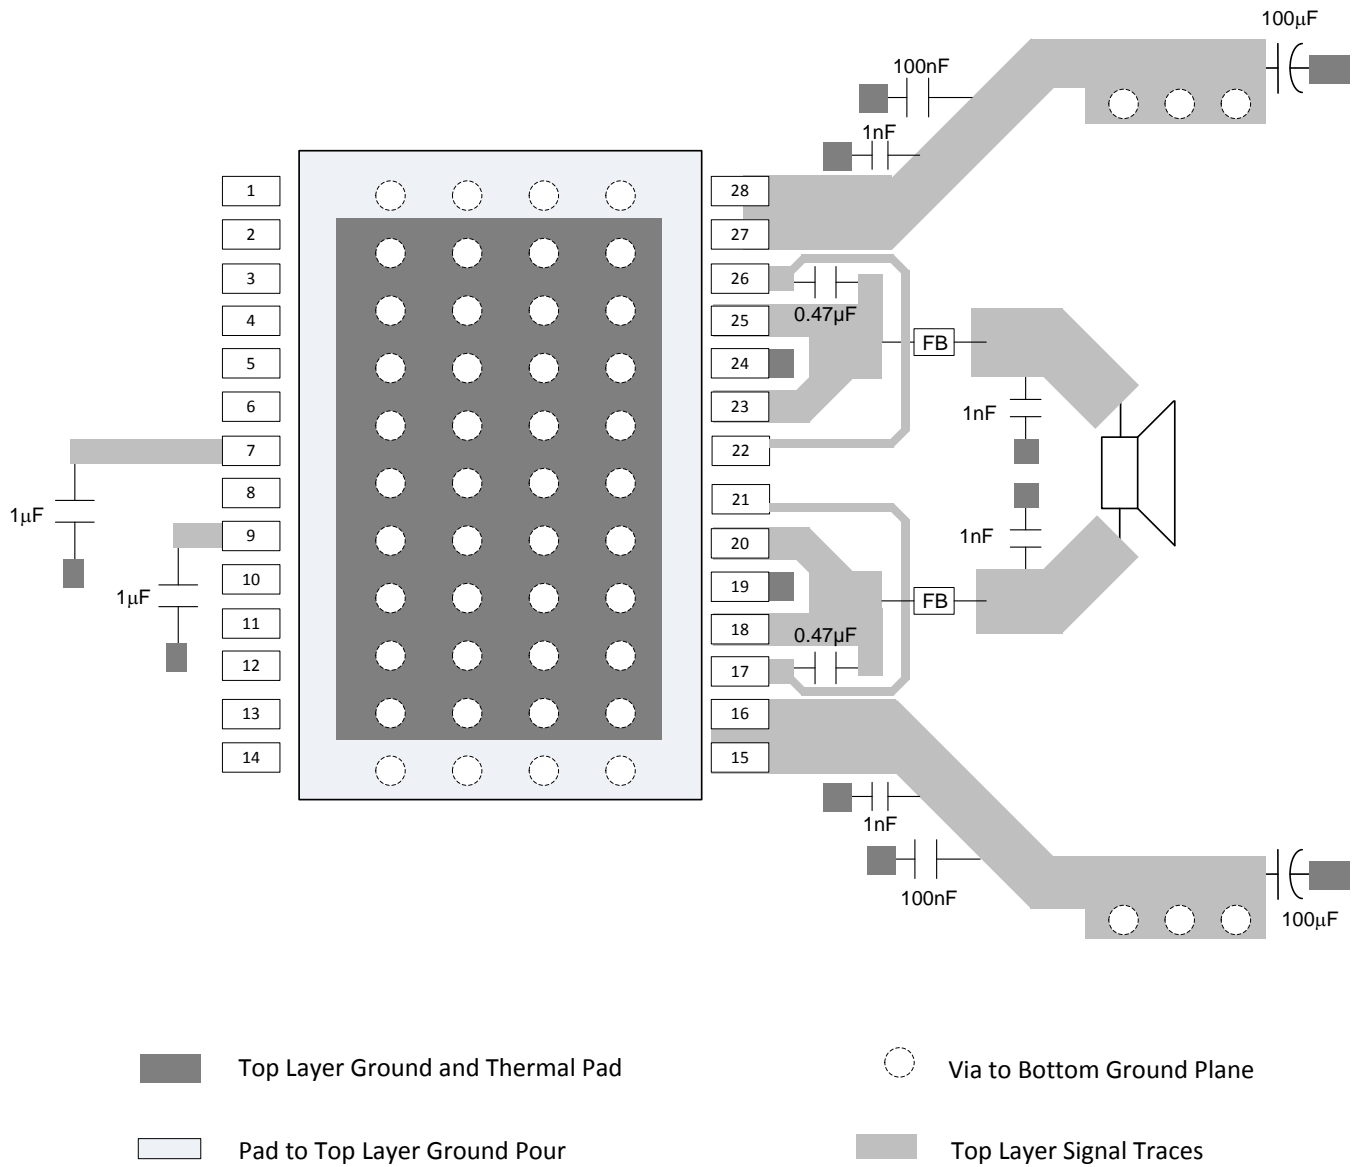 100μF
100nF
1nF
1
2
3
4
5
6
7
8
9
10
11
12
13
14
28
27
26
25
24
23
22
21
20
19
18
17
16
15
0.47µF
FB
1nF
1μF
1μF
1nF
FB
0.47µF
1nF
100nF
100μF
Top Layer Ground and Thermal Pad
Via to Bottom Ground Plane
Pad to Top Layer Ground Pour
Top Layer Signal Traces